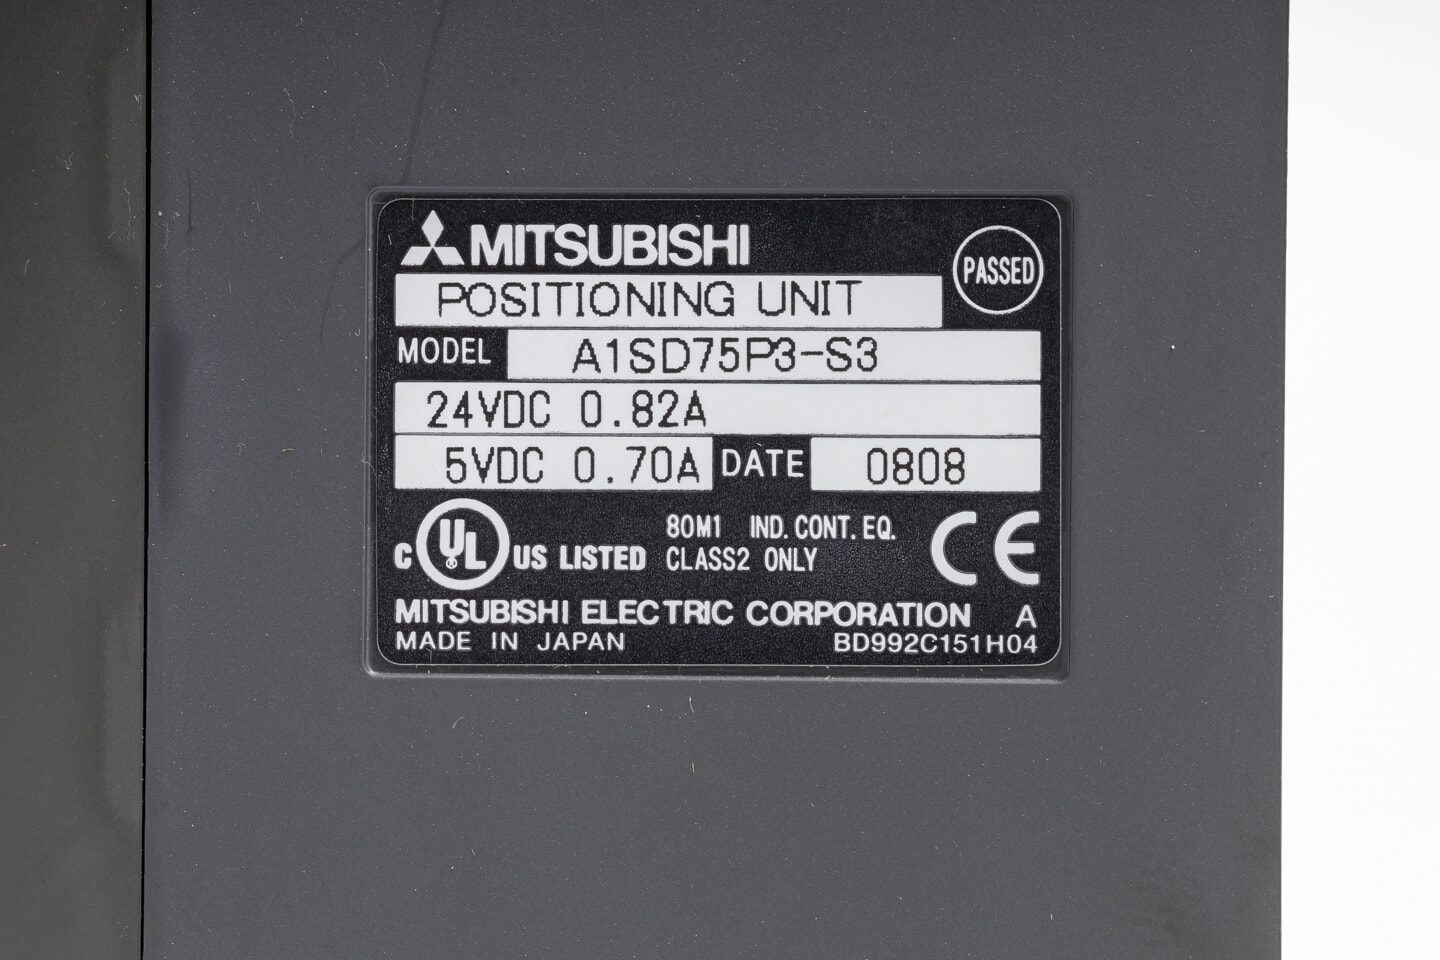 MITSUBISHI
PASSED
POSITIONING UNIT
MODEL A1SD75P3-S3
24VDC 0.82A
5VDC 0.70A DATE 0808
C UL ® US LISTED
80M1 IND. CONT. EQ.
CLASS2 ONLY
CE
MITSUBISHI ELECTRIC CORPORATION A
MADE IN JAPAN BD992C151H04